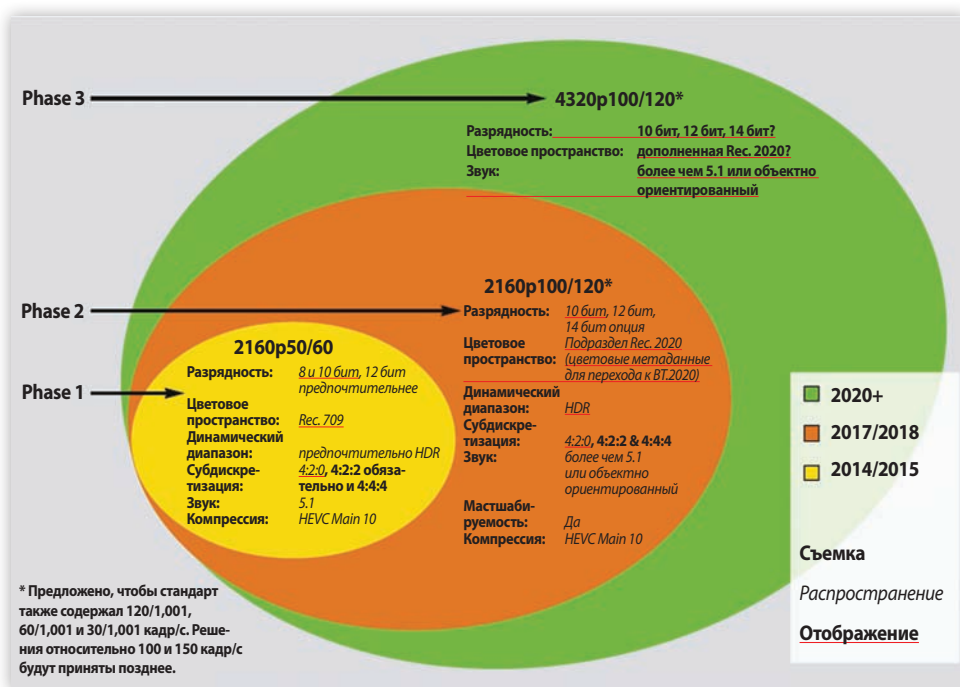 Phase 3
4320p100/120*
Разрядность: 10 бит, 12 бит, 14 бит?
Цветовое пространство: дополненная Rec. 2020?
Звук: более чем 5.1 или объектно
ориентированный
Phase 2
2160p100/120*
Разрядность: 10 бит, 12 бит,
14 бит опция
Цветовое Подраздел Rec. 2020
пространство: (цветовые метаданные
для перехода к BT.2020)
Динамический
диапазон: HDR
Субдискре-
тизация: 4:2:0, 4:2:2 & 4:4:4
Звук: более чем 5.1
или объектно
ориентированный
Мастшаби-
руемость: Да
Компрессия: HEVC Main 10
Phase 1
2160p50/60
Разрядность: 8 и 10 бит, 12 бит
предпочтительнее
Цветовое
пространство: Rec. 709
Динамический
диапазон: предпочтительно HDR
Субдискре- 4:2:0, 4:2:2 обяза-
тизация: тельно и 4:4:4
Звук: 5.1
Компрессия: HEVC Main 10
2020+
2017/2018
2014/2015
Съемка
Распространение
Отображение
* Предложено, чтобы стандарт
также содержал 120/1,001,
60/1,001 и 30/1,001 кадр/с. Реше-
ния относительно 100 и 150 кадр/с
будут приняты позднее.